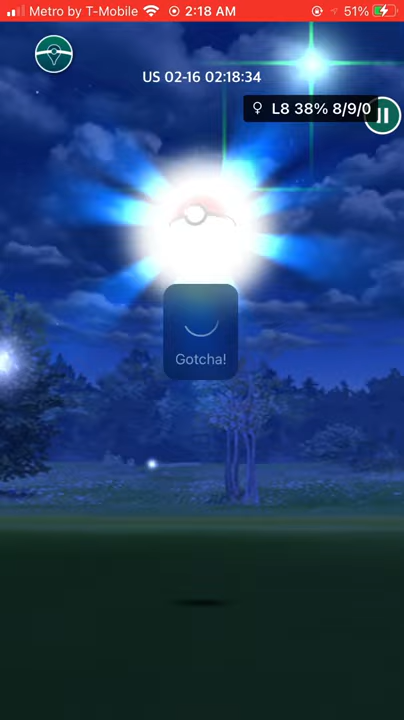 Metro by T-Mobile 2:18 AM 51%
US 02-16 02:18:34
♀ L8 38% 8/9/0
Gotcha!